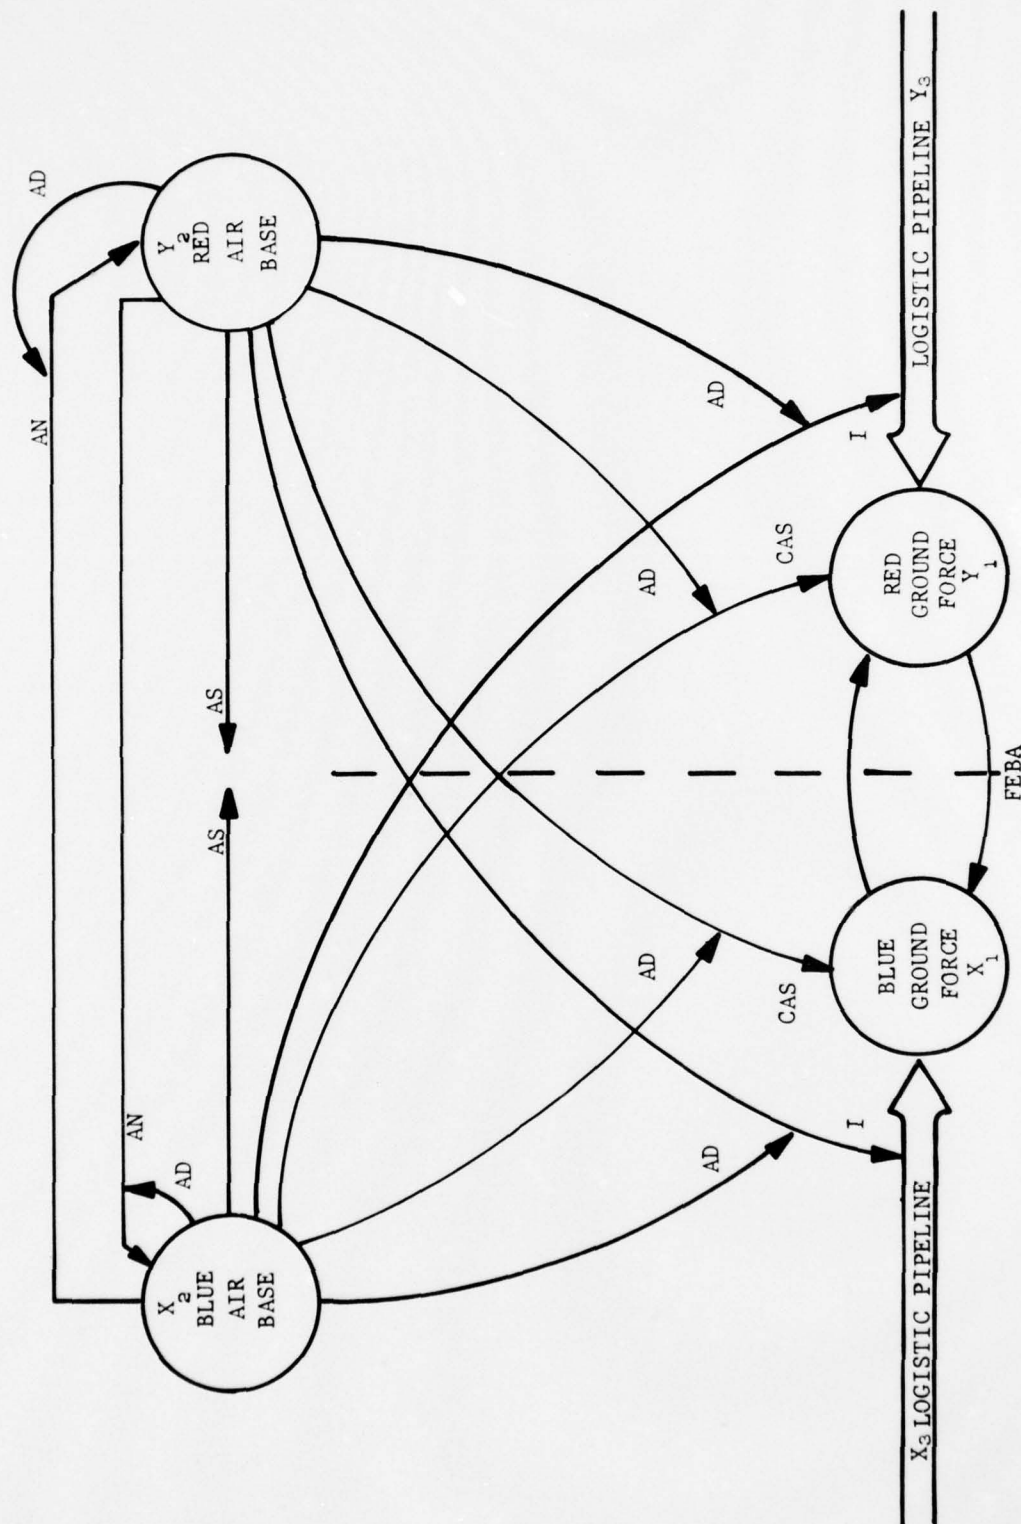 AN
AD
AN
AD
AS
AS
X₂
BLUE
AIR
BASE
Y₂
RED
AIR
BASE
AD
AD
AD
AD
I
CAS
CAS
I
X₃ LOGISTIC PIPELINE
BLUE
GROUND
FORCE
X₁
RED
GROUND
FORCE
Y₁
LOGISTIC PIPELINE Y₃
FEBA